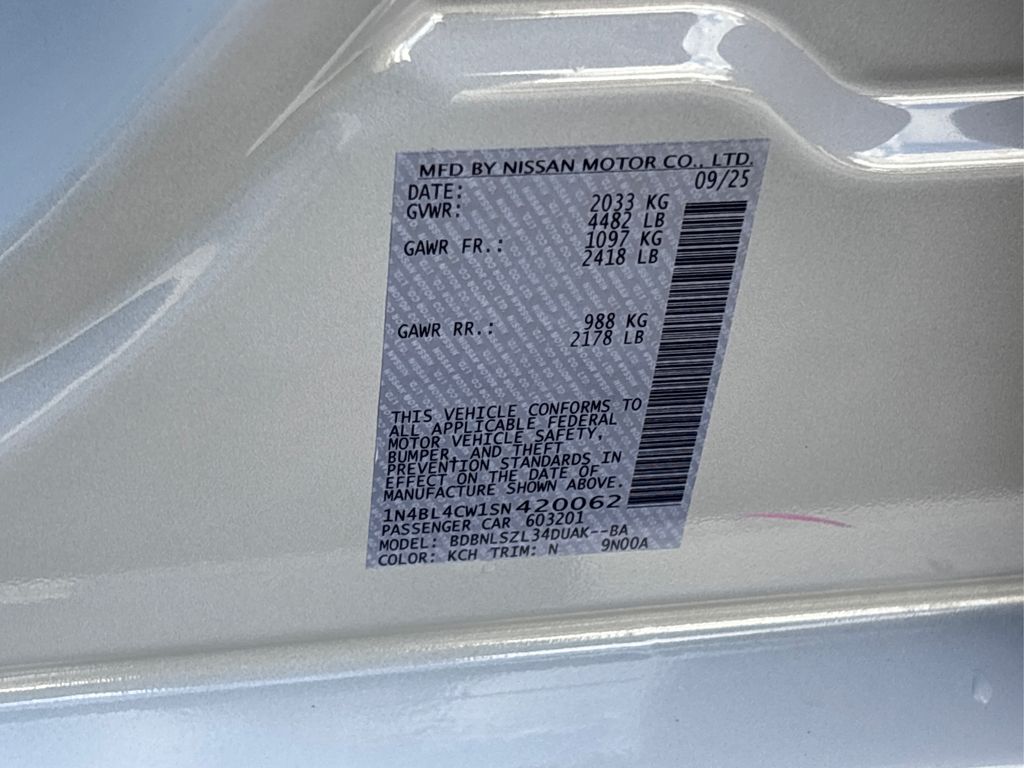 MFD BY NISSAN MOTOR CO., LTD.
DATE: 09/25
GVWR: 2033 KG
4482 LB
GAWR FR.: 1097 KG
2418 LB
GAWR RR.: 988 KG
2178 LB
THIS VEHICLE CONFORMS TO
ALL APPLICABLE FEDERAL
MOTOR VEHICLE SAFETY,
BUMPER, AND THEFT
PREVENTION STANDARDS IN
EFFECT ON THE DATE OF
MANUFACTURE SHOWN ABOVE.
1N4BL4CW1SN420062
PASSENGER CAR 603201
MODEL: BDBNLSZL34DUAK--BA
COLOR: KCH TRIM: N 9N00A